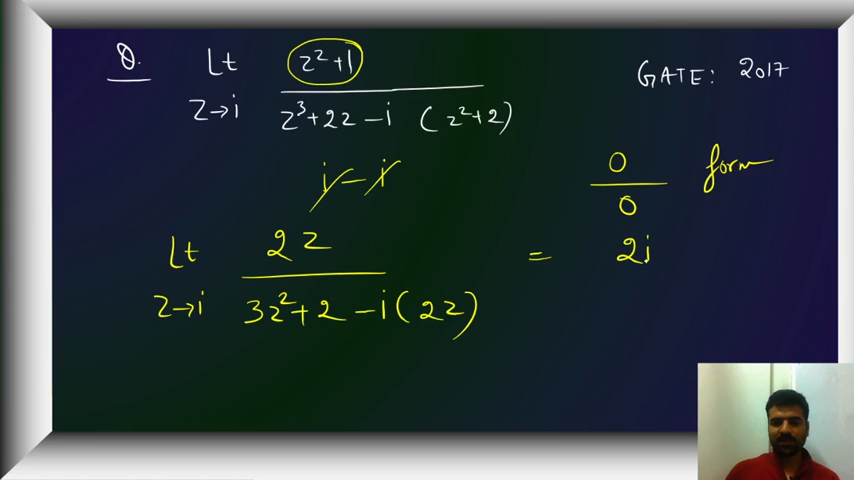 Q. Lt z²+1 GATE: 2017
z→i z³+2z-i (z²+2)
i-i 0 form
0
Lt 2z = 2i
z→i 3z²+2-i(2z)